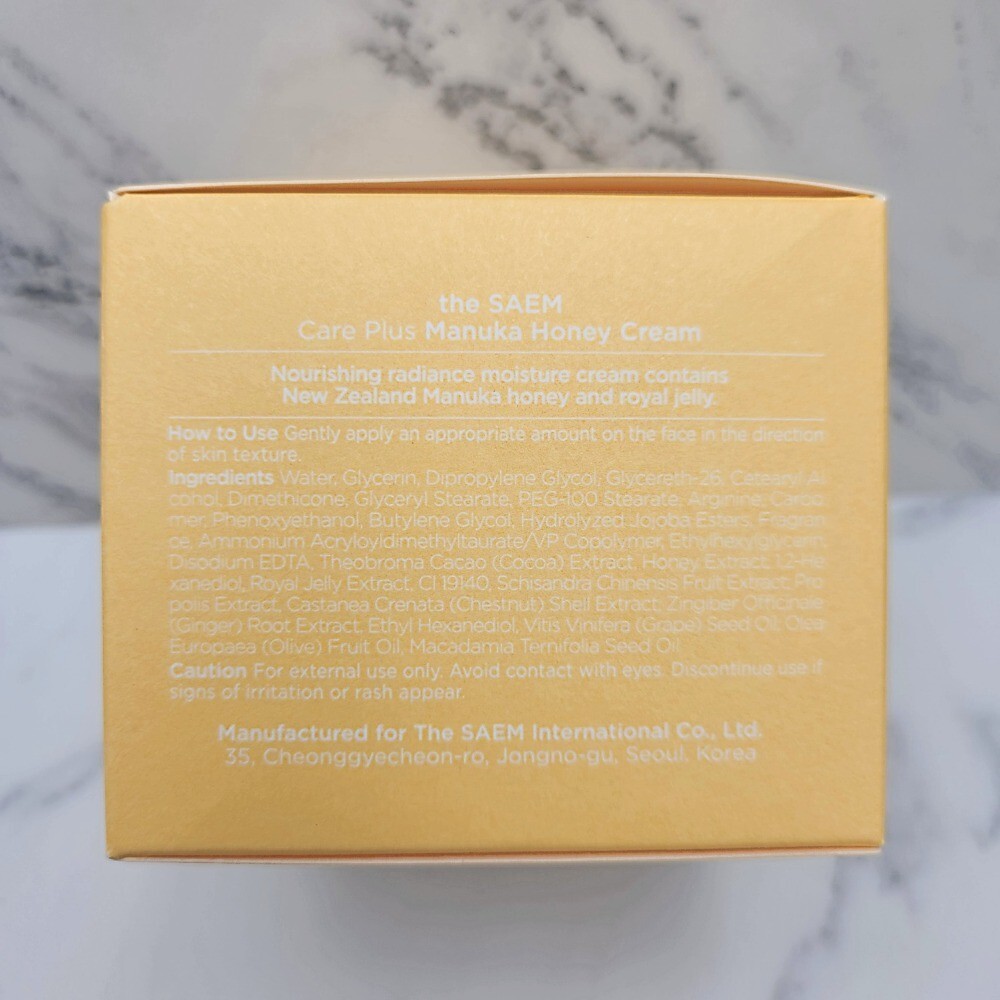 the SAEM
Care Plus Manuka Honey Cream
Nourishing radiance moisture cream contains
New Zealand Manuka honey and royal jelly.
How to Use Gently apply an appropriate amount on the face in the direction
of skin texture.
Ingredients Water, Glycerin, Dipropylene Glycol, Glycereth-26, Cetearyl Al
cohol, Dimethicone, Glyceryl Stearate, PEG-100 Stearate, Arginine, Carbo
mer, Phenoxyethanol, Butylene Glycol, Hydrolyzed Jojoba Esters, Fragran
ce, Ammonium Acryloyldimethyltaurate/VP Copolymer, Ethylhexylglycerin,
Disodium EDTA, Theobroma Cacao (Cocoa) Extract, Honey Extract, 1,2-He
xanediol, Royal Jelly Extract, CI 19140, Schisandra Chinensis Fruit Extract, Pro
polis Extract, Castanea Crenata (Chestnut) Shell Extract, Zingiber Officinale
(Ginger) Root Extract, Ethyl Hexanediol, Vitis Vinifera (Grape) Seed Oil, Olea
Europaea (Olive) Fruit Oil, Macadamia Ternifolia Seed Oil
Caution For external use only. Avoid contact with eyes. Discontinue use if
signs of irritation or rash appear.
Manufactured for The SAEM International Co., Ltd.
35, Cheonggyecheon-ro, Jongno-gu, Seoul, Korea